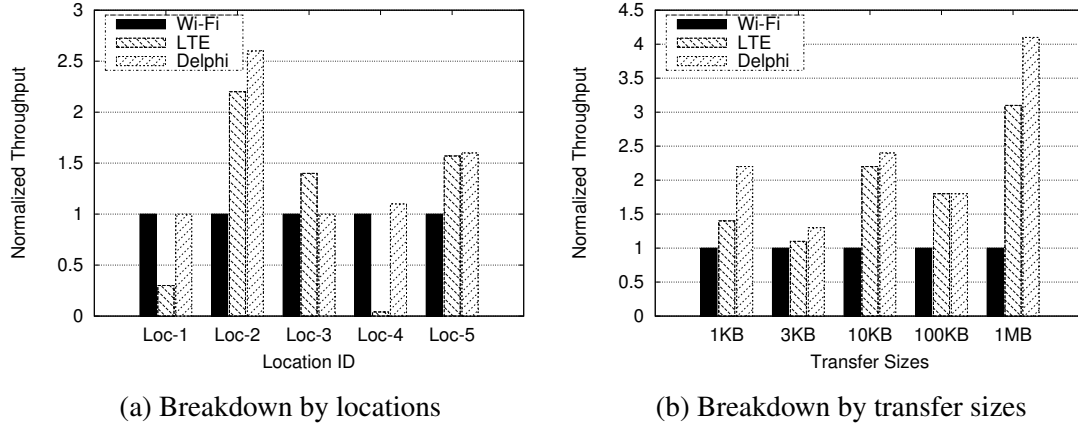 3
2.5
2
1.5
1
0.5
0
Normalized Throughput
Wi-Fi
LTE
Delphi
Loc-1 Loc-2 Loc-3 Loc-4 Loc-5
Location ID
(a) Breakdown by locations
4.5
4
3.5
3
2.5
2
1.5
1
0.5
0
Normalized Throughput
Wi-Fi
LTE
Delphi
1KB 3KB 10KB 100KB 1MB
Transfer Sizes
(b) Breakdown by transfer sizes